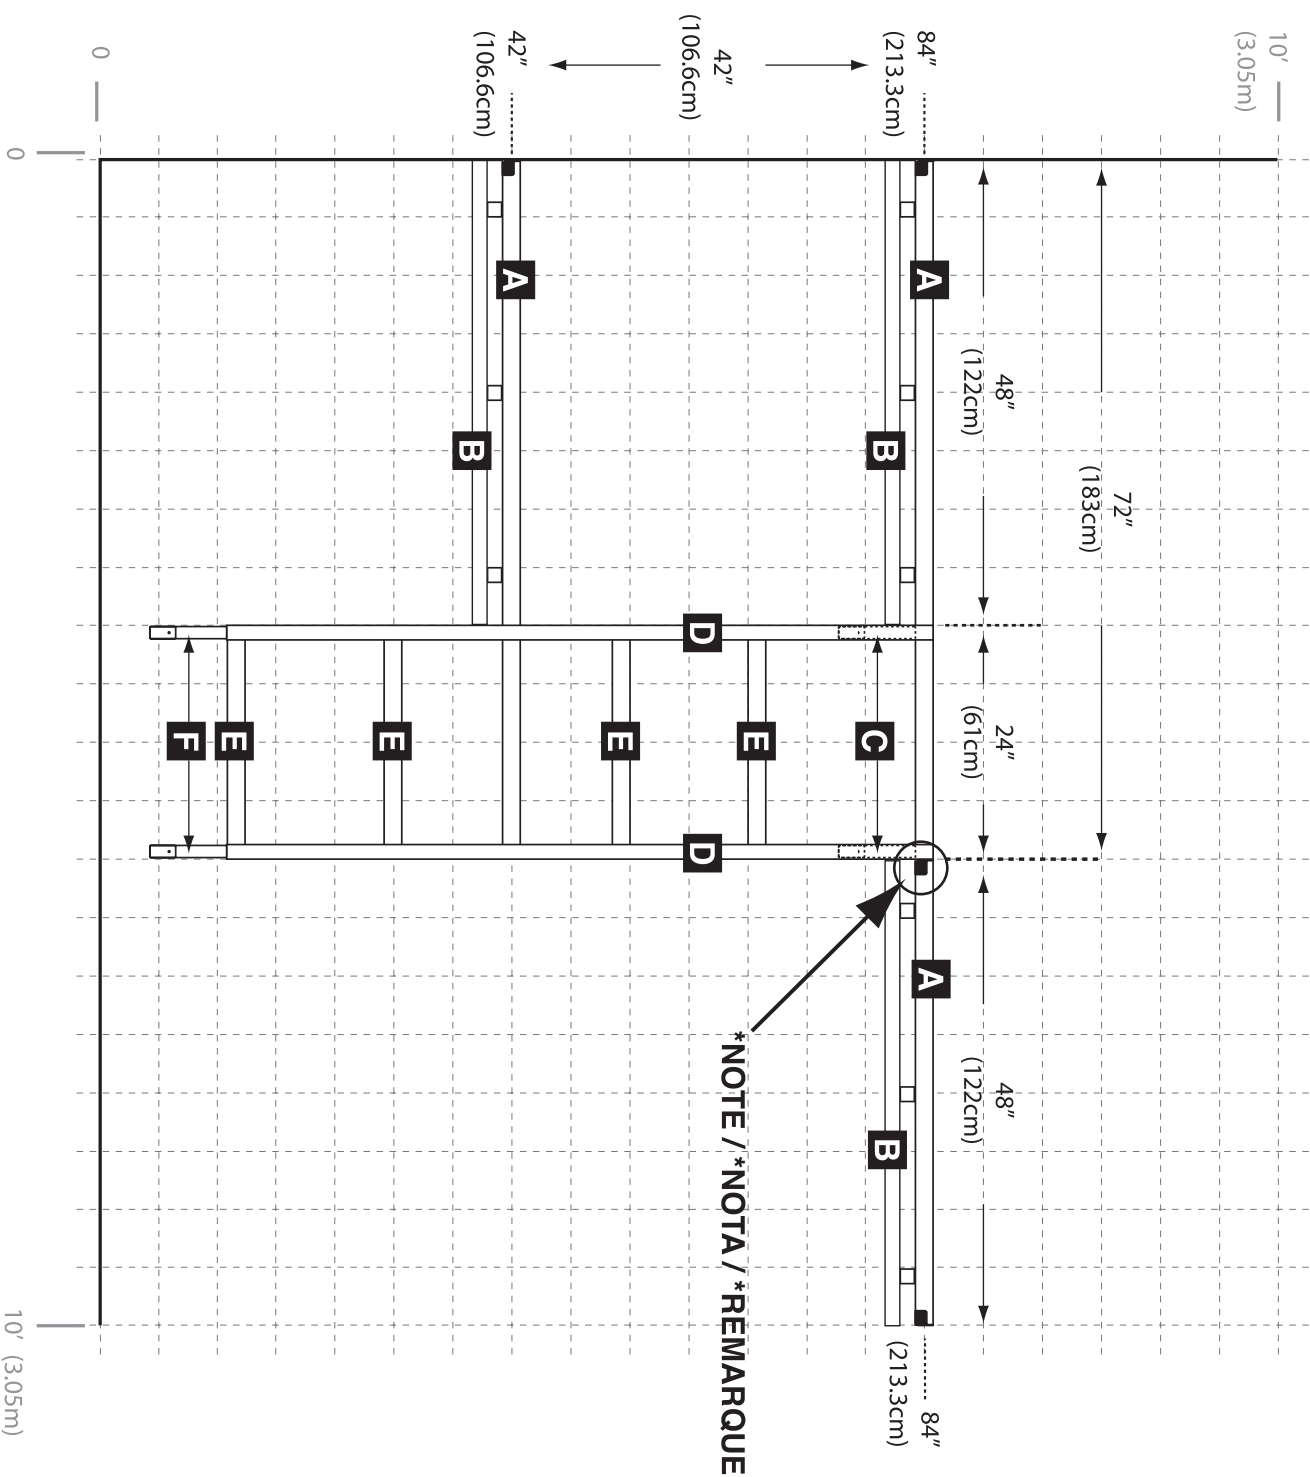 10′
(3.05m)
84”
(213.3cm)
42”
(106.6cm)
42”
(106.6cm)
0
0
72”
(183cm)
48”
(122cm)
24”
(61cm)
48”
(122cm)
A
A
A
B
B
B
C
D
D
E
E
E
E
F
*NOTE / *NOTA / *REMARQUE
84”
(213.3cm)
10′ (3.05m)